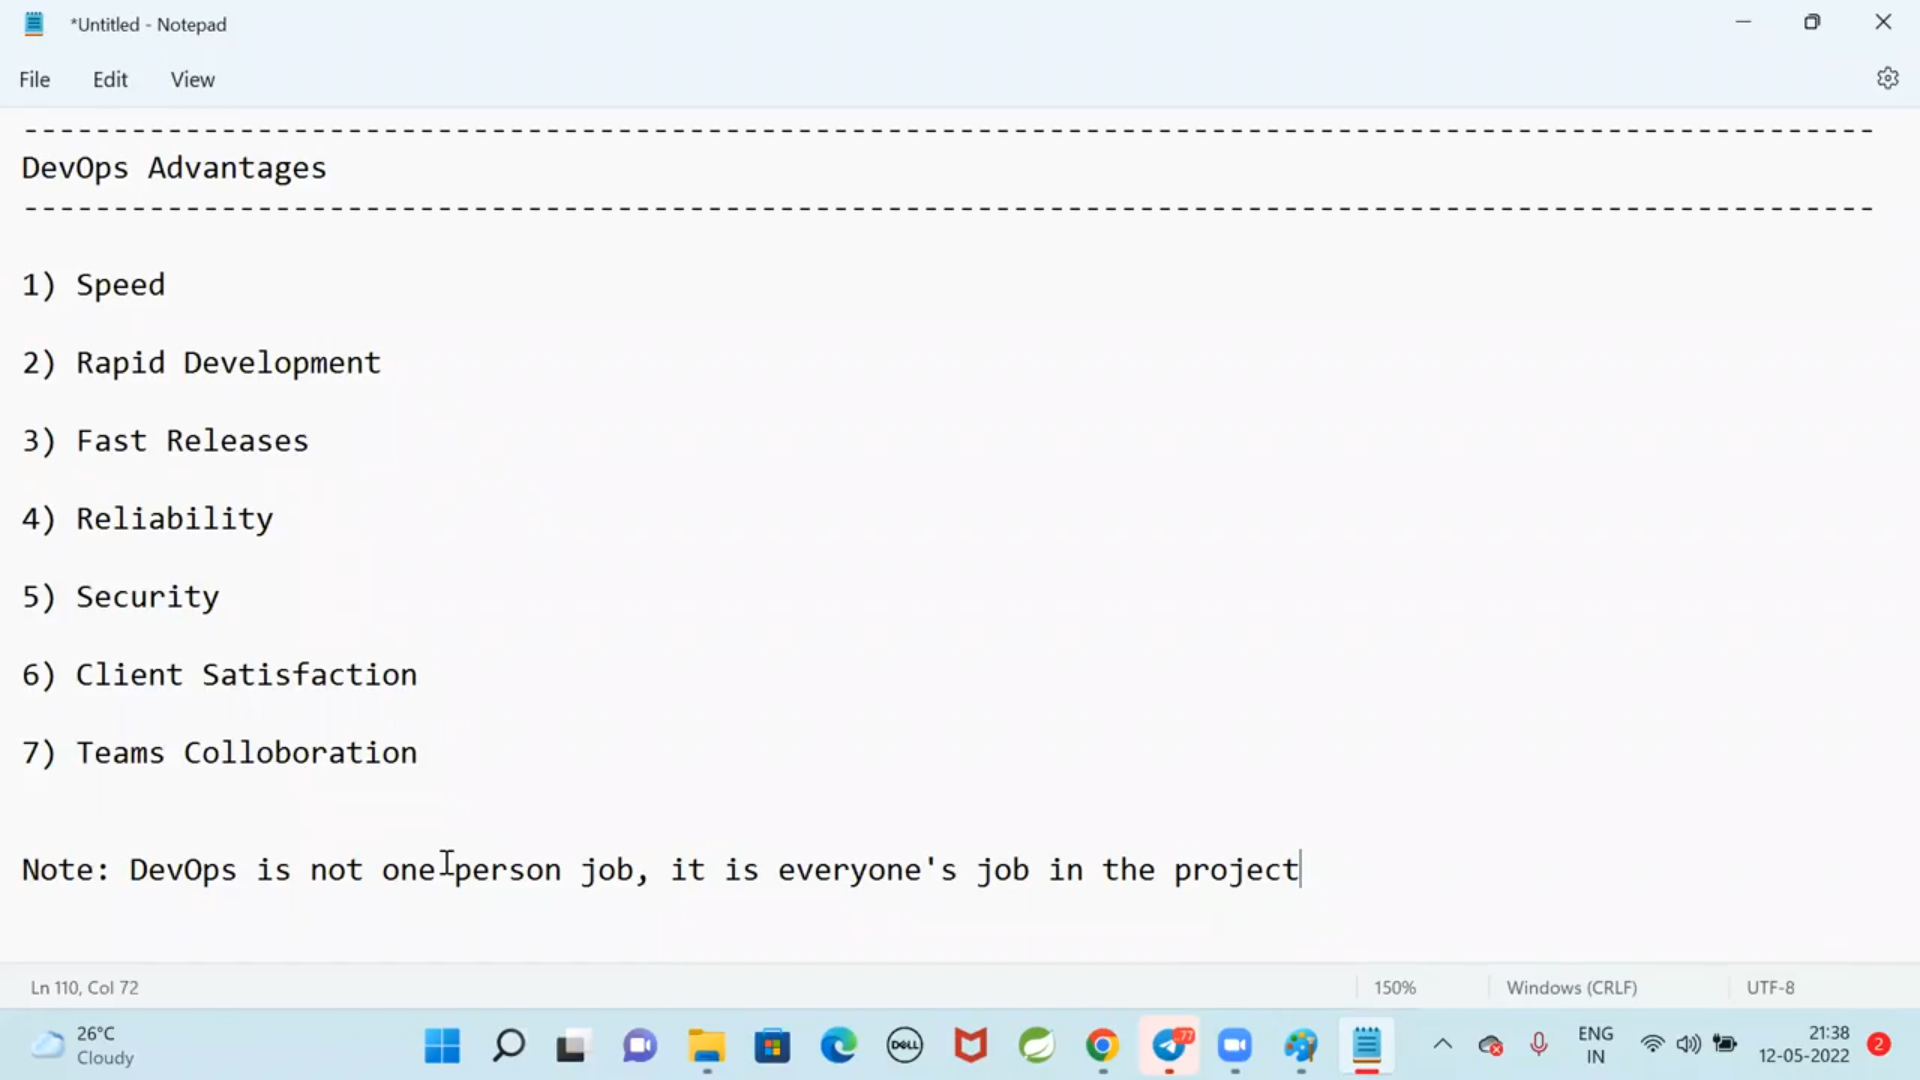 *Untitled - Notepad
File Edit View
-------------------------------------------------------------------------------------------------------
DevOps Advantages
-------------------------------------------------------------------------------------------------------
1) Speed
2) Rapid Development
3) Fast Releases
4) Reliability
5) Security
6) Client Satisfaction
7) Teams Colloboration
Note: DevOps is not one person job, it is everyone's job in the project
Ln 110, Col 72 150% Windows (CRLF) UTF-8
26°C
Cloudy
DELL
77
ENG
IN
21:38
12-05-2022
2